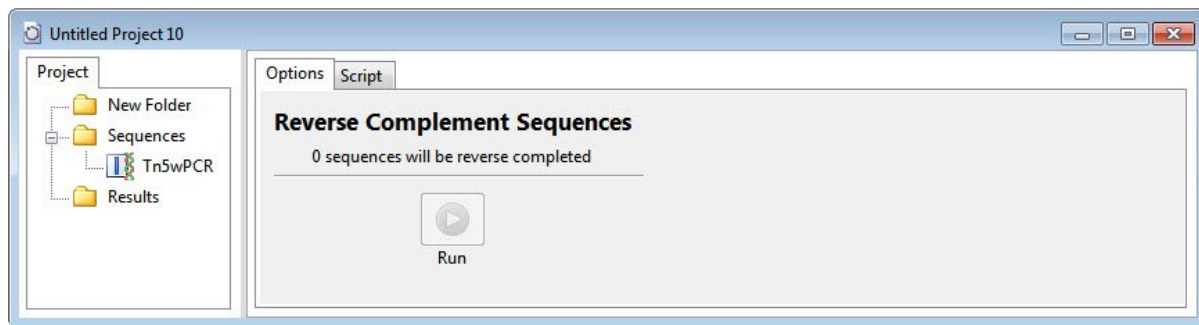 Untitled Project 10
Project
New Folder
Sequences
Tn5wPCR
Results
Options Script
Reverse Complement Sequences
0 sequences will be reverse completed
Run